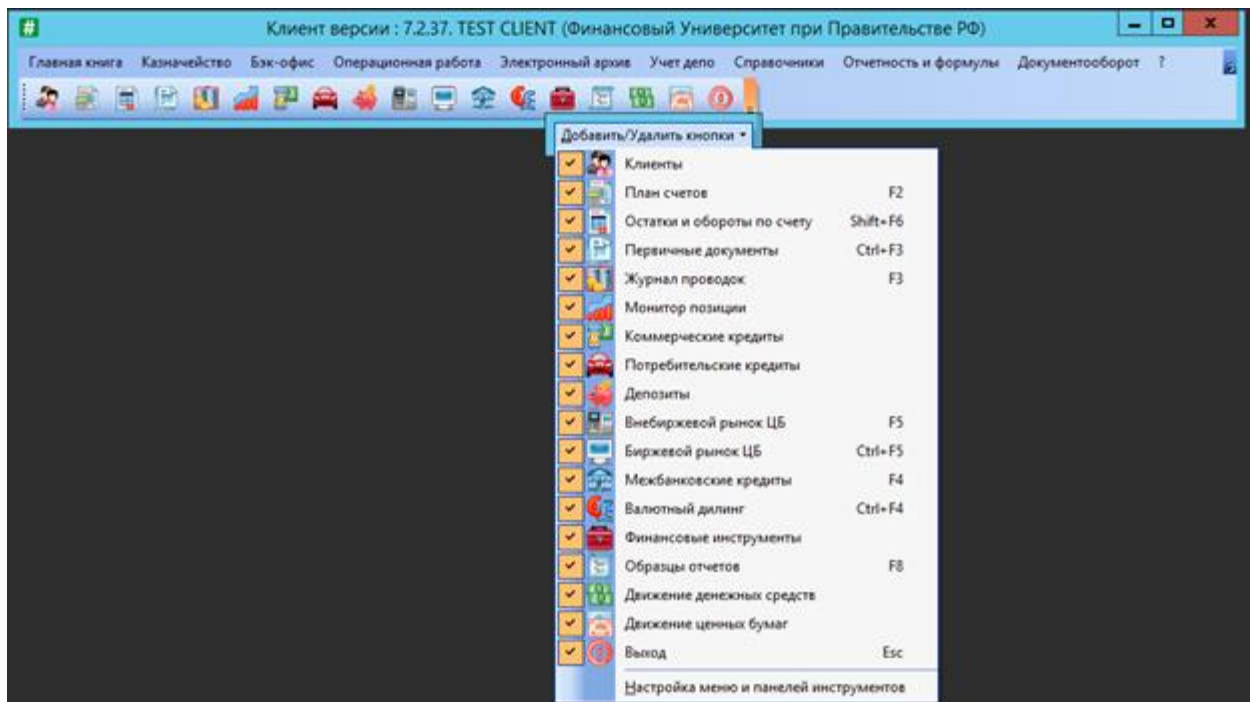 Клиент версии : 7.2.37. TEST CLIENT (Финансовый Университет при Правительстве РФ)
Главная книга Казначейство Бэк-офис Операционная работа Электронный архив Учет депо Справочники Отчетность и формулы Документооборот ?
Добавить/Удалить кнопки
Клиенты
План счетов F2
Остатки и обороты по счету Shift+F6
Первичные документы Ctrl+F3
Журнал проводок F3
Монитор позиции
Коммерческие кредиты
Потребительские кредиты
Депозиты
Внебиржевой рынок ЦБ F5
Биржевой рынок ЦБ Ctrl+F5
Межбанковские кредиты F4
Валютный дилинг Ctrl+F4
Финансовые инструменты
Образцы отчетов F8
Движение денежных средств
Движение ценных бумаг
Выход Esc
Настройка меню и панелей инструментов